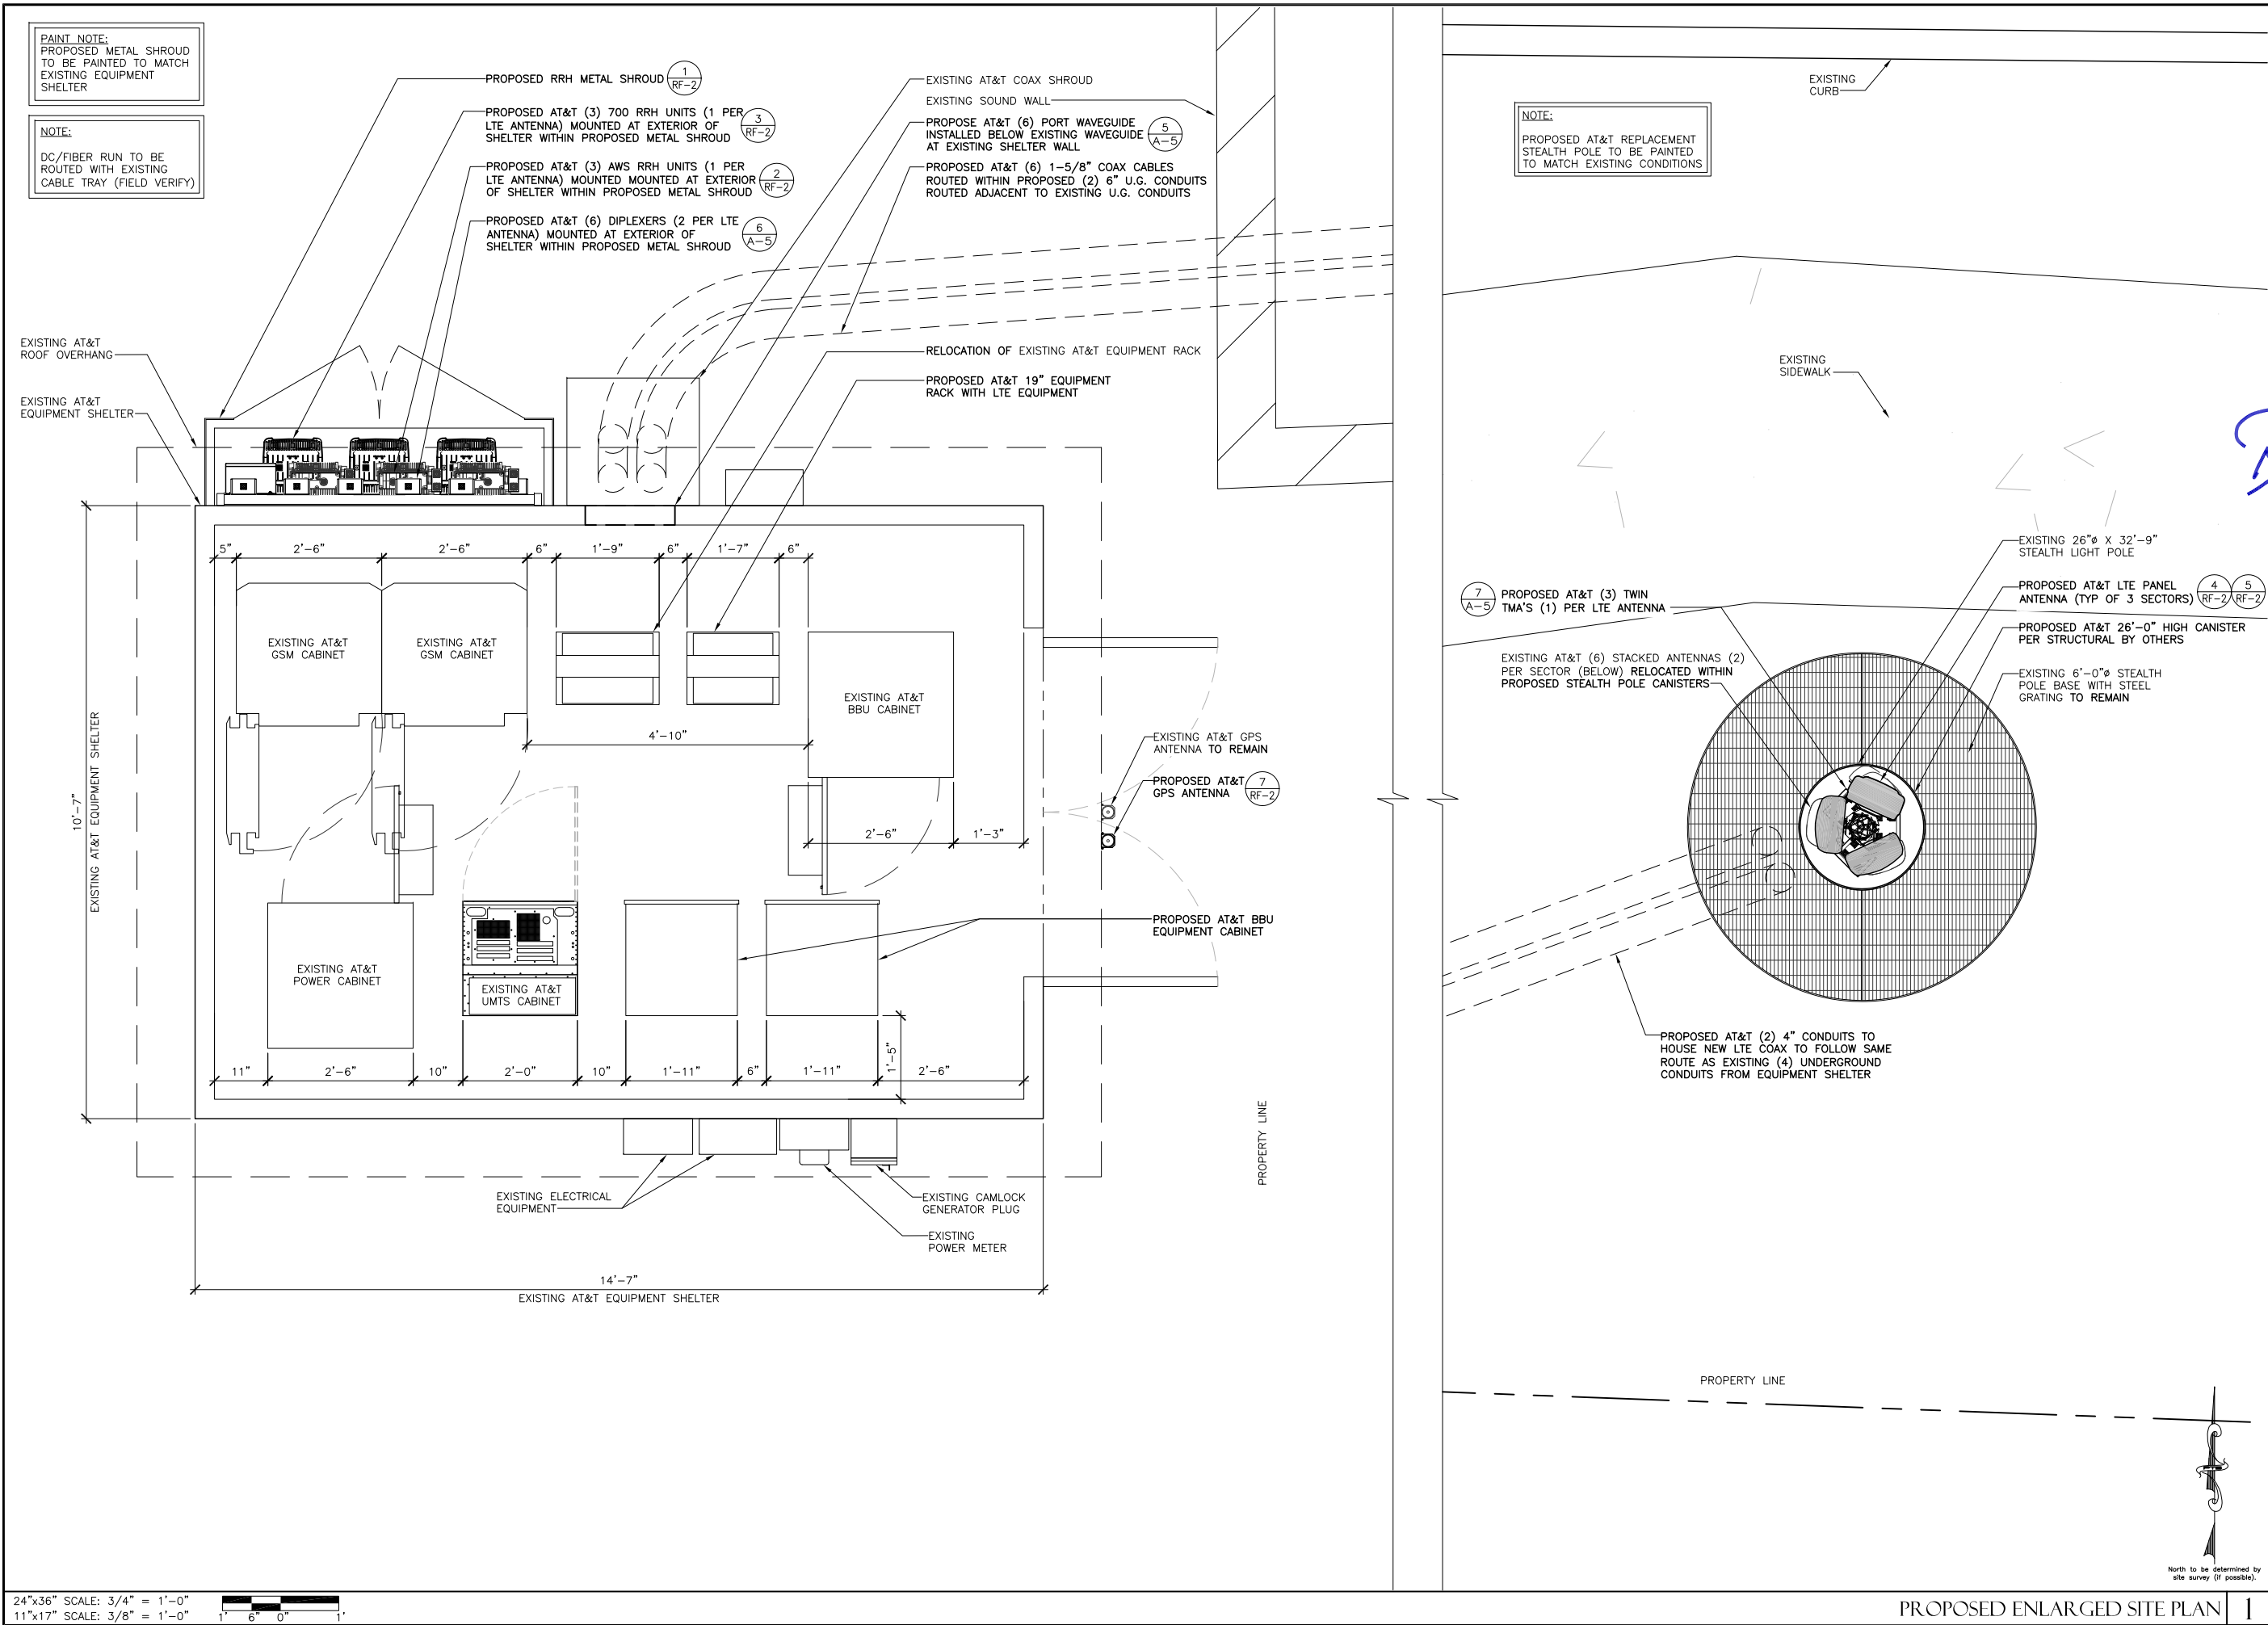 PAINT NOTE:
PROPOSED METAL SHROUD
TO BE PAINTED TO MATCH
EXISTING EQUIPMENT
SHELTER
NOTE:
DC/FIBER RUN TO BE
ROUTED WITH EXISTING
CABLE TRAY (FIELD VERIFY)
PROPOSED RRH METAL SHROUD
1
RF-2
PROPOSED AT&T (3) 700 RRH UNITS (1 PER
LTE ANTENNA) MOUNTED AT EXTERIOR OF
SHELTER WITHIN PROPOSED METAL SHROUD
3
RF-2
PROPOSED AT&T (3) AWS RRH UNITS (1 PER
LTE ANTENNA) MOUNTED MOUNTED AT EXTERIOR
OF SHELTER WITHIN PROPOSED METAL SHROUD
2
RF-2
PROPOSED AT&T (6) DIPLEXERS (2 PER LTE
ANTENNA) MOUNTED AT EXTERIOR OF
SHELTER WITHIN PROPOSED METAL SHROUD
6
A-5
EXISTING AT&T COAX SHROUD
EXISTING SOUND WALL
PROPOSE AT&T (6) PORT WAVEGUIDE
INSTALLED BELOW EXISTING WAVEGUIDE
AT EXISTING SHELTER WALL
5
A-5
PROPOSED AT&T (6) 1-5/8" COAX CABLES
ROUTED WITHIN PROPOSED (2) 6" U.G. CONDUITS
ROUTED ADJACENT TO EXISTING U.G. CONDUITS
RELOCATION OF EXISTING AT&T EQUIPMENT RACK
PROPOSED AT&T 19" EQUIPMENT
RACK WITH LTE EQUIPMENT
EXISTING AT&T
ROOF OVERHANG
EXISTING AT&T
EQUIPMENT SHELTER
5"
2'-6"
2'-6"
6"
1'-9"
6"
1'-7"
6"
EXISTING AT&T
GSM CABINET
EXISTING AT&T
GSM CABINET
EXISTING AT&T
BBU CABINET
4'-10"
2'-6"
1'-3"
10'-7"
EXISTING AT&T EQUIPMENT SHELTER
EXISTING AT&T GPS
ANTENNA TO REMAIN
PROPOSED AT&T
GPS ANTENNA
7
RF-2
PROPOSED AT&T BBU
EQUIPMENT CABINET
EXISTING AT&T
POWER CABINET
EXISTING AT&T
UMTS CABINET
11"
2'-6"
10"
2'-0"
10"
1'-11"
6"
1'-11"
1'-5"
2'-6"
EXISTING ELECTRICAL
EQUIPMENT
EXISTING CAMLOCK
GENERATOR PLUG
EXISTING
POWER METER
14'-7"
EXISTING AT&T EQUIPMENT SHELTER
PROPERTY LINE
EXISTING
CURB
NOTE:
PROPOSED AT&T REPLACEMENT
STEALTH POLE TO BE PAINTED
TO MATCH EXISTING CONDITIONS
EXISTING
SIDEWALK
EXISTING 26"ø X 32'-9"
STEALTH LIGHT POLE
7
A-5
PROPOSED AT&T (3) TWIN
TMA'S (1) PER LTE ANTENNA
PROPOSED AT&T LTE PANEL
ANTENNA (TYP OF 3 SECTORS)
4
RF-2
5
RF-2
PROPOSED AT&T 26'-0" HIGH CANISTER
PER STRUCTURAL BY OTHERS
EXISTING AT&T (6) STACKED ANTENNAS (2)
PER SECTOR (BELOW) RELOCATED WITHIN
PROPOSED STEALTH POLE CANISTERS
EXISTING 6'-0"ø STEALTH
POLE BASE WITH STEEL
GRATING TO REMAIN
PROPOSED AT&T (2) 4" CONDUITS TO
HOUSE NEW LTE COAX TO FOLLOW SAME
ROUTE AS EXISTING (4) UNDERGROUND
CONDUITS FROM EQUIPMENT SHELTER
PROPERTY LINE
North to be determined by
site survey (if possible).
24"x36" SCALE: 3/4" = 1'-0"
11"x17" SCALE: 3/8" = 1'-0"
1' 6" 0" 1'
PROPOSED ENLARGED SITE PLAN 1